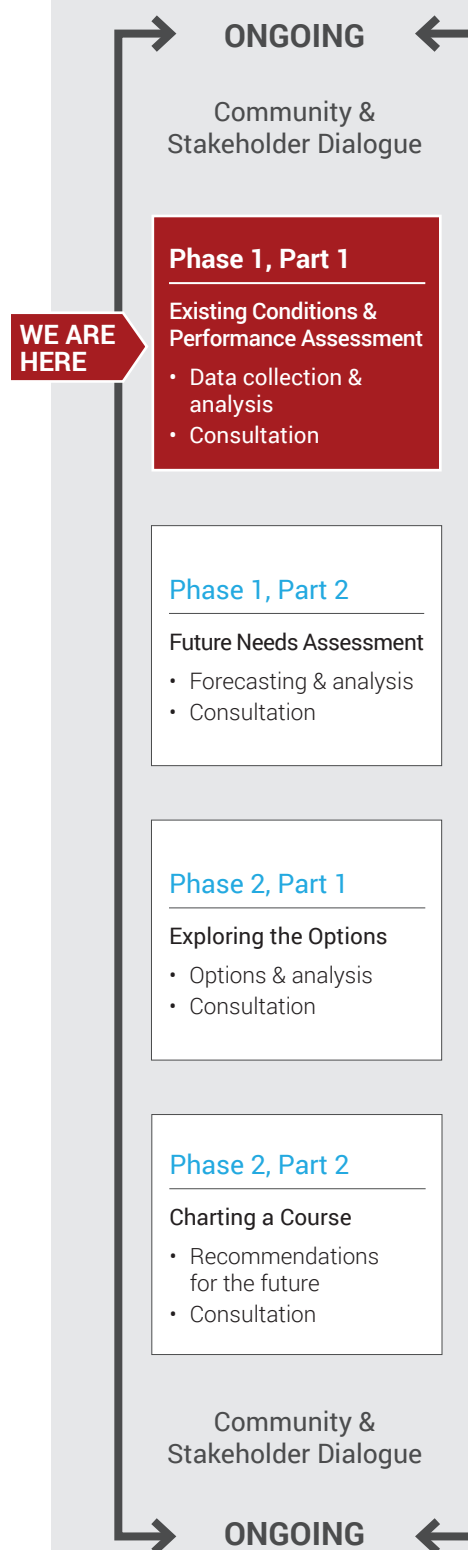 ONGOING
Community &
Stakeholder Dialogue
Phase 1, Part 1
Existing Conditions &
Performance Assessment
• Data collection &
analysis
• Consultation
WE ARE
HERE
Phase 1, Part 2
Future Needs Assessment
• Forecasting & analysis
• Consultation
Phase 2, Part 1
Exploring the Options
• Options & analysis
• Consultation
Phase 2, Part 2
Charting a Course
• Recommendations
for the future
• Consultation
Community &
Stakeholder Dialogue
ONGOING